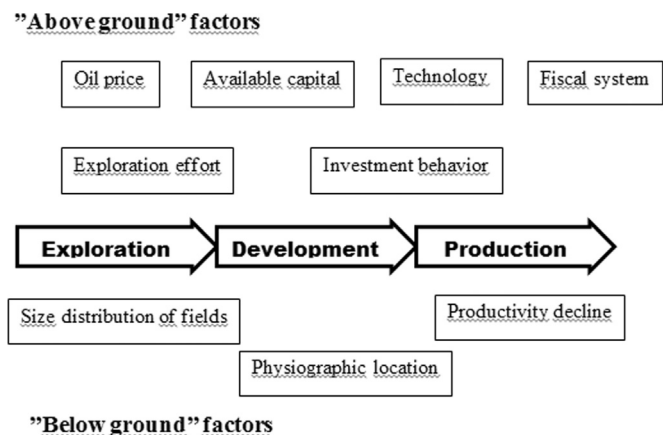 ”Above ground” factors
Oil price
Available capital
Technology
Fiscal system
Exploration effort
Investment behavior
Exploration
Development
Production
Size distribution of fields
Productivity decline
Physiographic location
”Below ground” factors